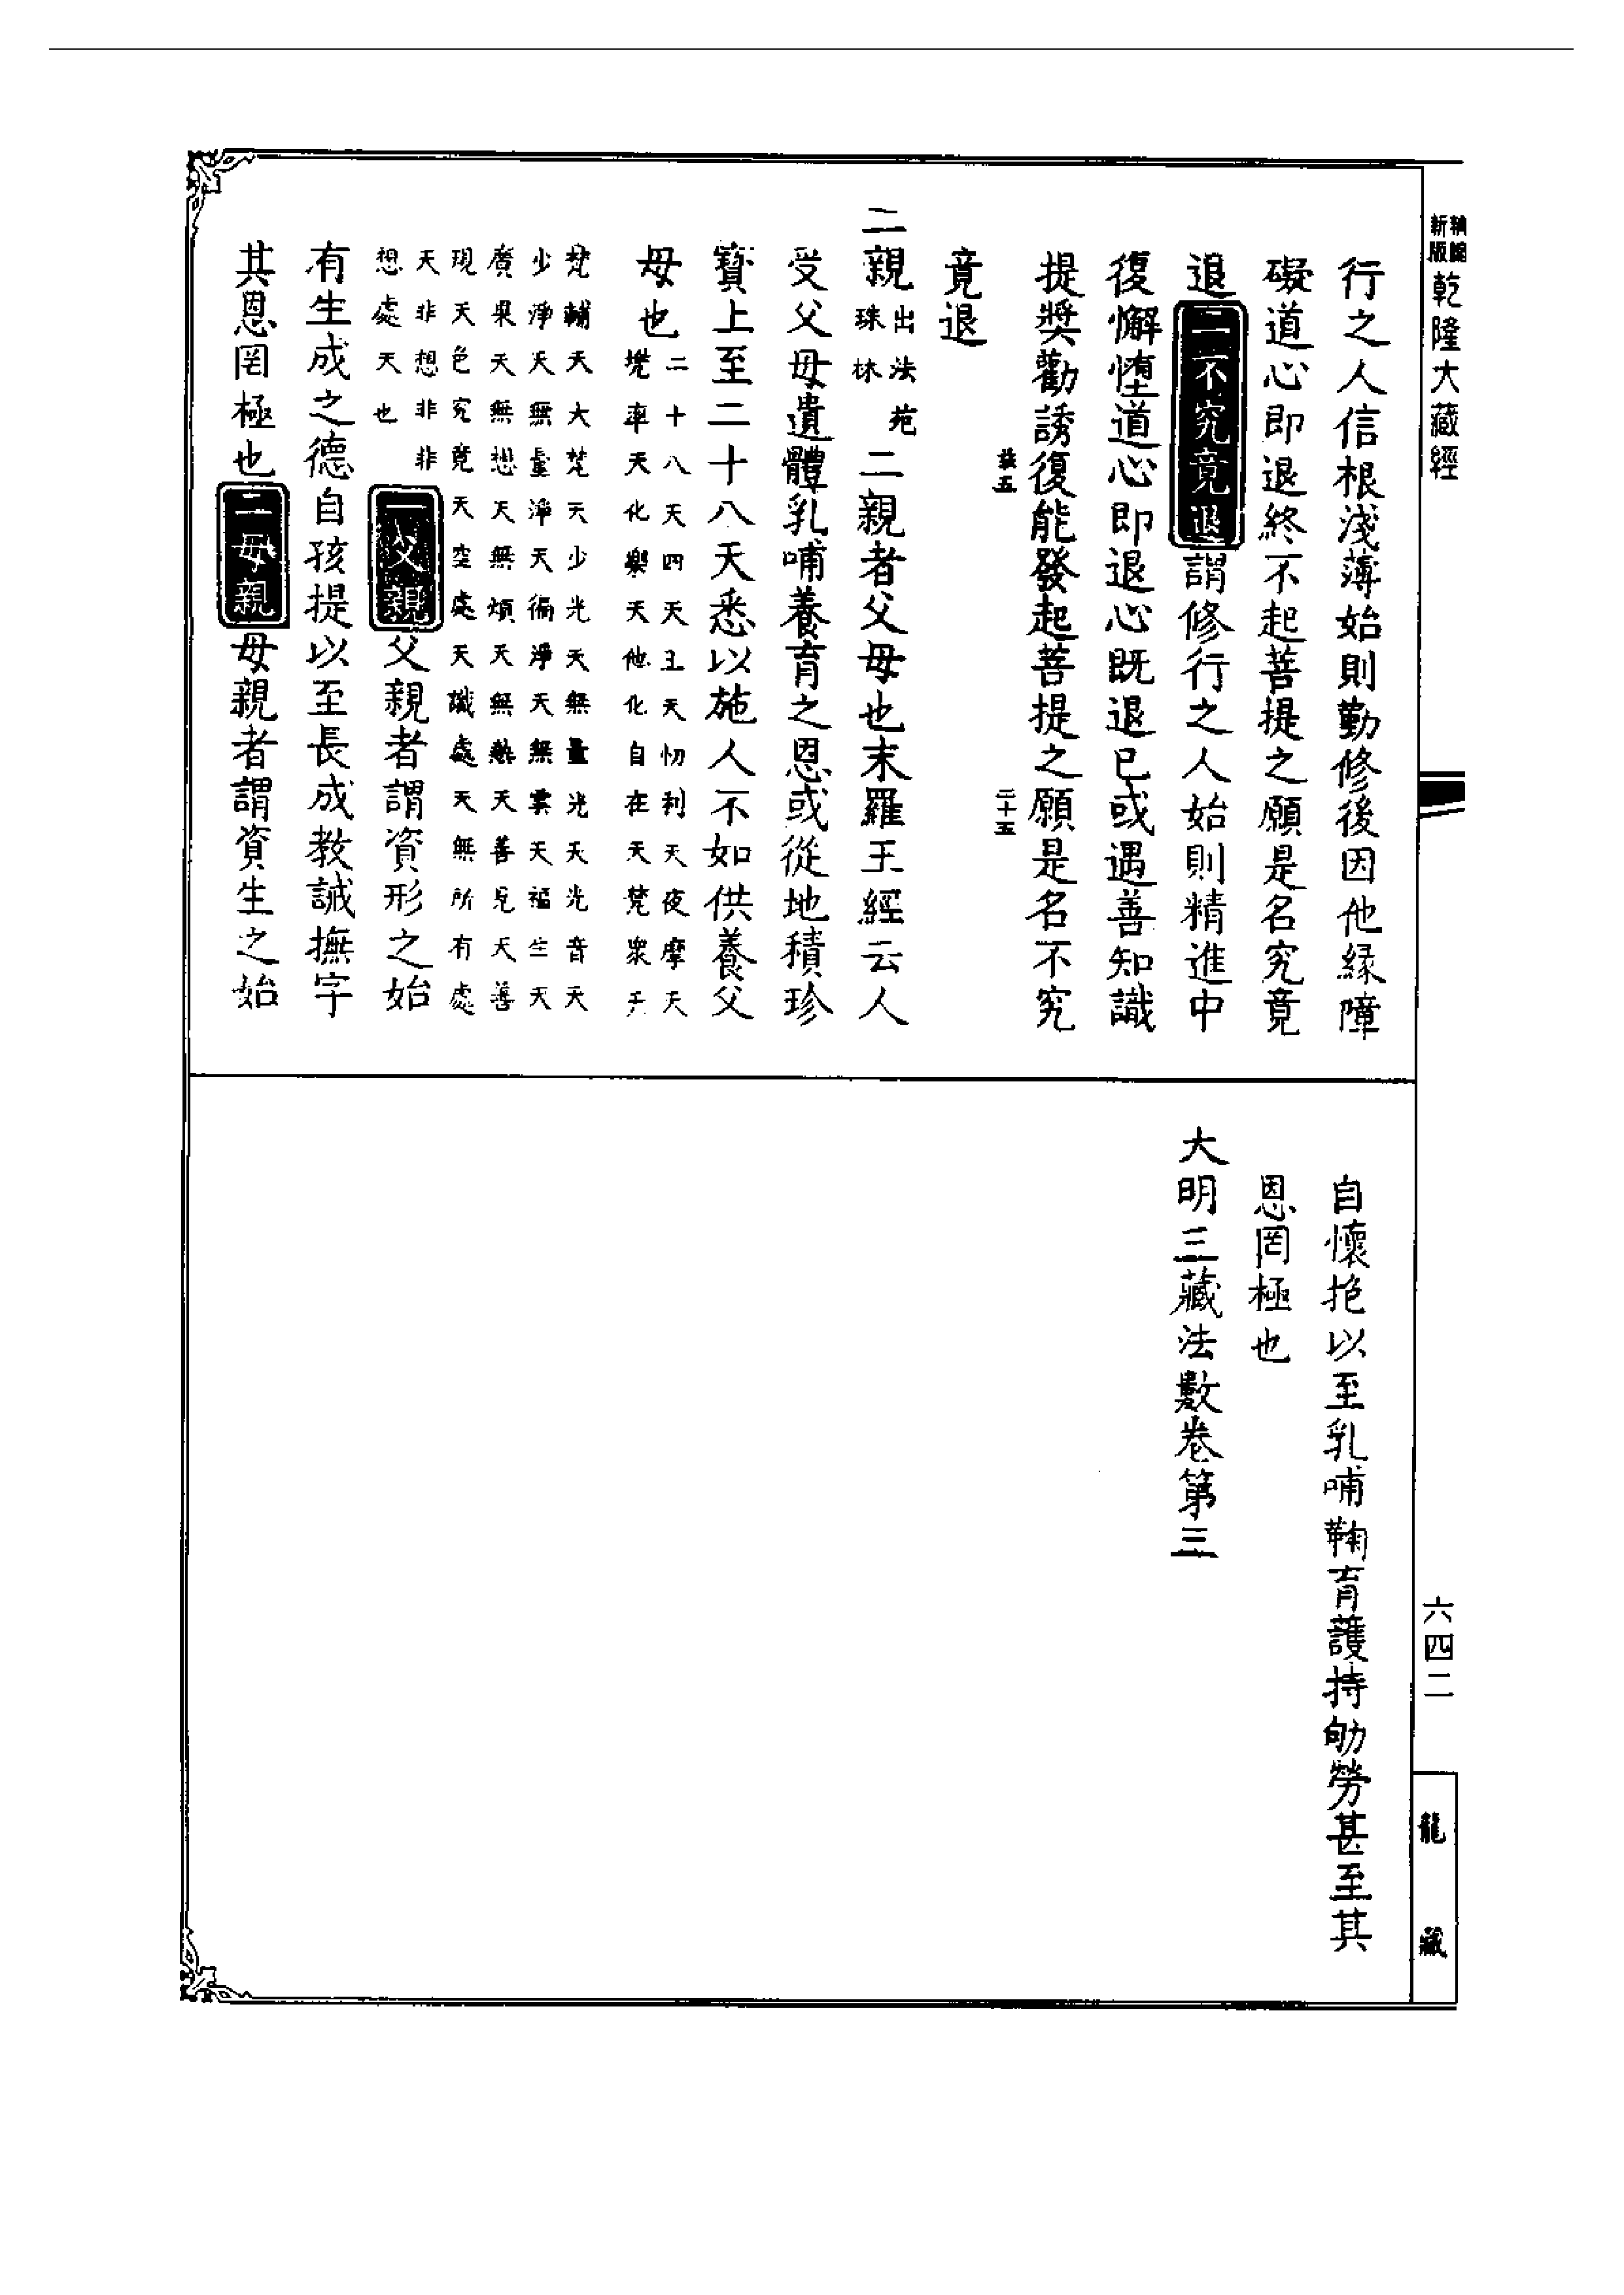 新編
新版
乾隆大藏經
行之人信根淺薄始則勤修後因他緣障
礙道心即退終不起菩提之願是名究竟
退二不究竟退謂修行之人始則精進中
復懈惰道心即退心既退已或遇善知識
提獎勸誘復能發起菩提之願是名不究
二十五
竟退
二親出法苑
珠林
二親者父母也末羅王經云人
受父母遺體乳哺養育之恩或從地積珍
寶上至二十八天悉以施人不如供養父
母也二十八天四天王天忉利天夜摩天
兜率天化樂天他化自在天梵眾天
梵輔天大梵天少光天無量光天光音天
少淨天無量淨天徧淨天無雲天福生天
廣果天無想天無煩天無熱天善見天善
現天色究竟天空處天識處天無所有處
天非想非非
想處天也
一父親父親者謂資形之始
有生成之德自孩提以至長成教誡撫字
其恩罔極也二母親母親者謂資生之始
自懷抱以至乳哺鞠育護持劬勞甚至其
恩罔極也
大明三藏法數卷第三
六四二
龍藏